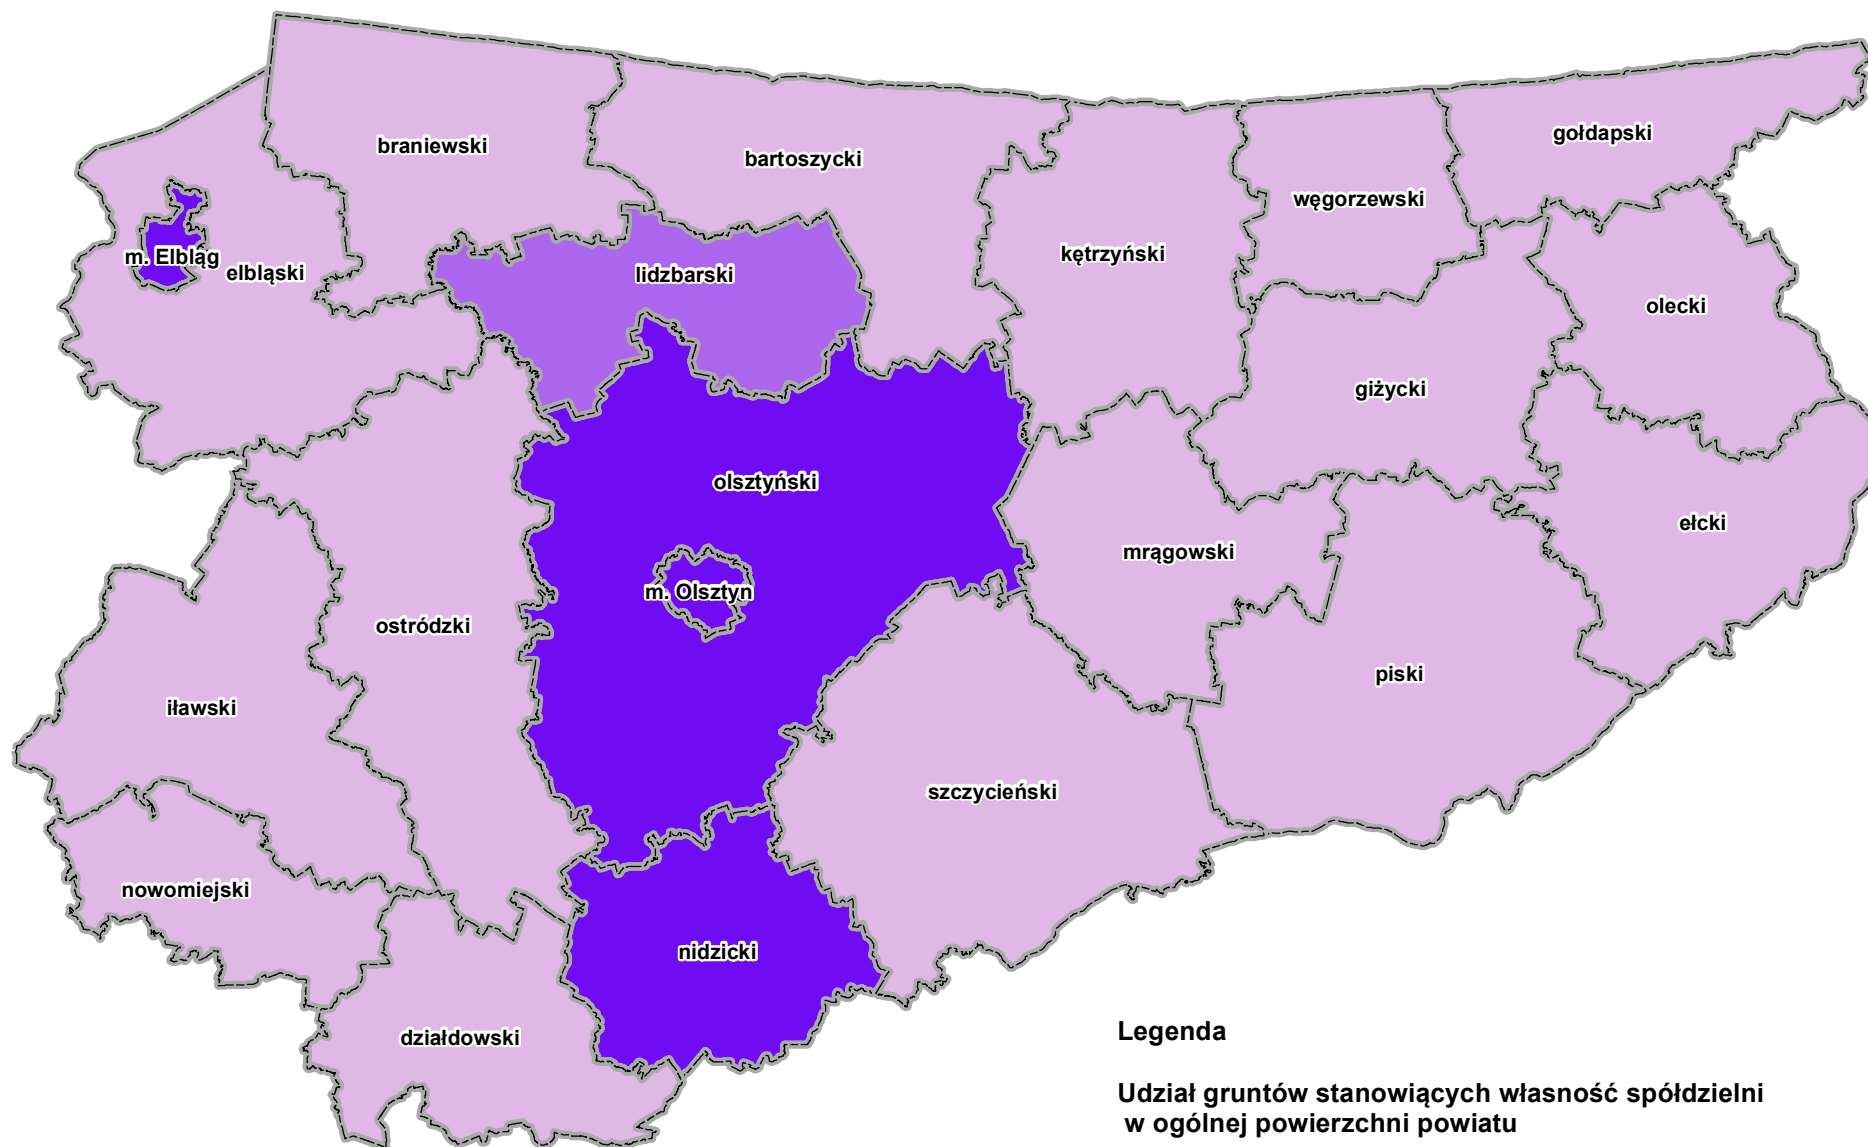 braniewski
bartoszycki
gołdapski
węgorzewski
m. Elbląg
elbląski
lidzbarski
kętrzyński
olecki
giżycki
olsztyński
ełcki
mrągowski
m. Olsztyn
ostródzki
piski
iławski
szczycieński
nowomiejski
nidzicki
działdowski
Legenda
Udział gruntów stanowiących własność spółdzielni
w ogólnej powierzchni powiatu